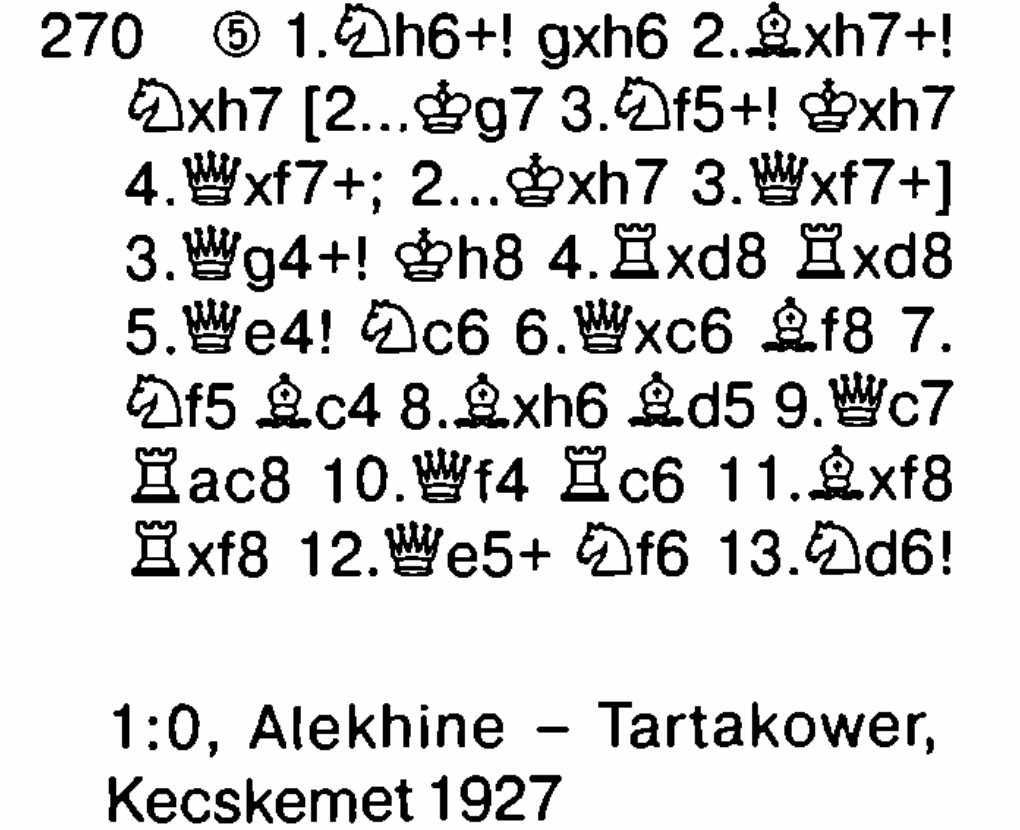 270 ⑤ 1.♘h6+! gxh6 2.♗xh7+!
♘xh7 [2...♔g7 3.♘f5+! ♔xh7
4.♕xf7+; 2...♔xh7 3.♕xf7+]
3.♕g4+! ♔h8 4.♖xd8 ♖xd8
5.♕e4! ♘c6 6.♕xc6 ♗f8 7.
♘f5 ♗c4 8.♗xh6 ♗d5 9.♕c7
♖ac8 10.♕f4 ♖c6 11.♗xf8
♖xf8 12.♕e5+ ♘f6 13.♘d6!
1:0, Alekhine – Tartakower,
Kecskemet 1927